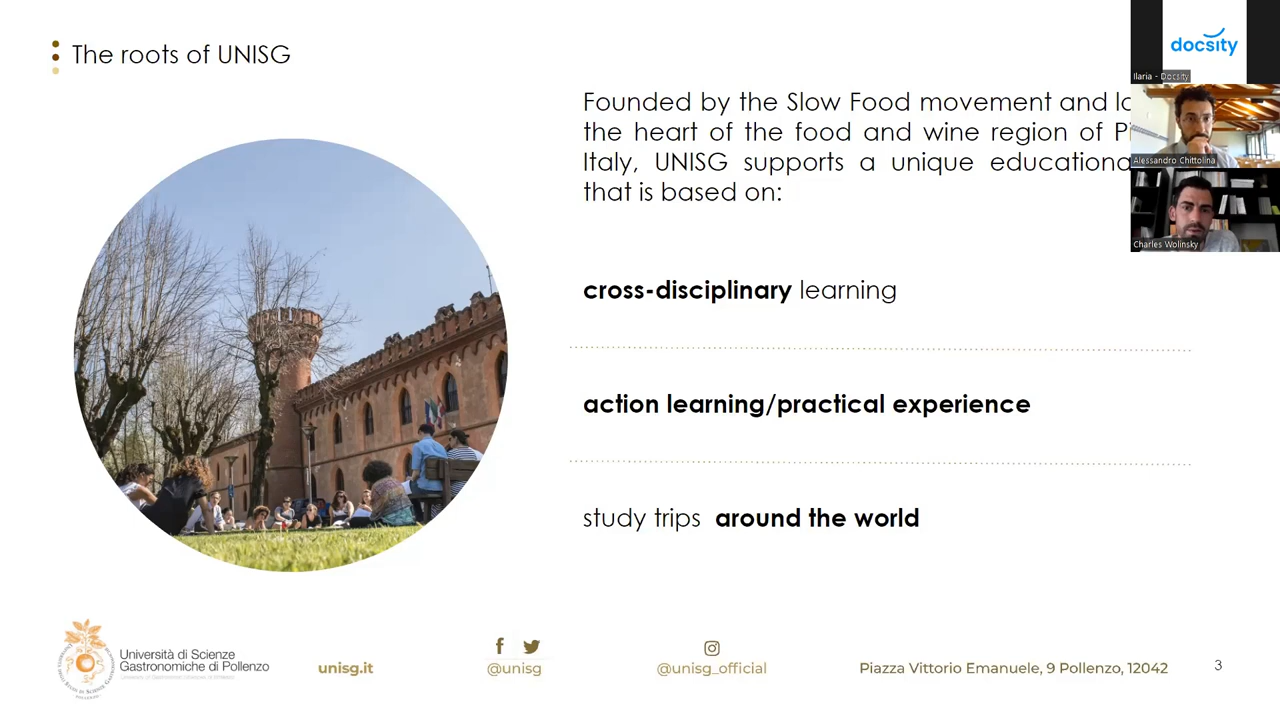 The roots of UNISG
Founded by the Slow Food movement and
the heart of the food and wine region of
Italy, UNISG supports a unique
that is based on:
cross-disciplinary learning
action learning/practical experience
study trips around the world
docsity
Ilaria - Docsity
Alessandro Chittolina
Charles Wolinsky
Università di Scienze
Gastronomiche di Pollenzo
unisg.it
@unisg
@unisg_official
Piazza Vittorio Emanuele, 9 Pollenzo, 12042
3